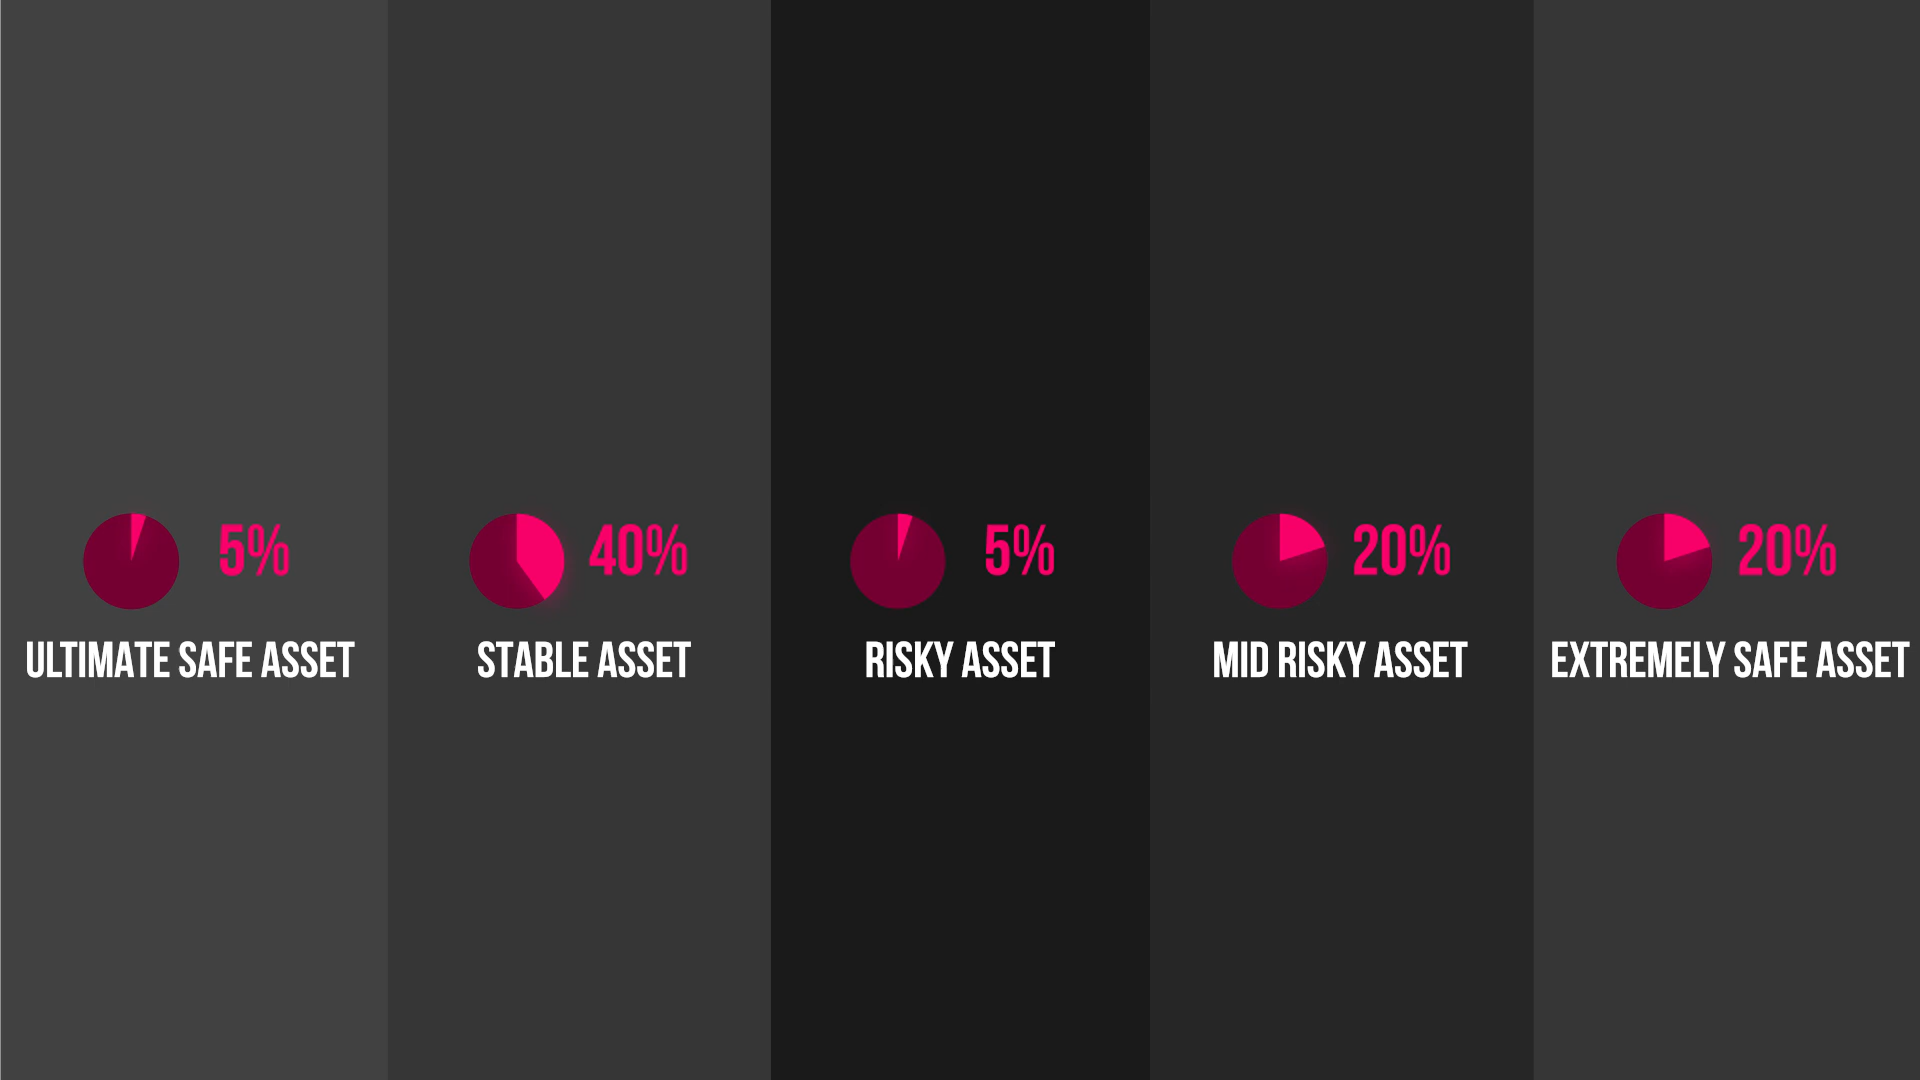 5%
ULTIMATE SAFE ASSET
40%
STABLE ASSET
5%
RISKY ASSET
20%
MID RISKY ASSET
20%
EXTREMELY SAFE ASSET